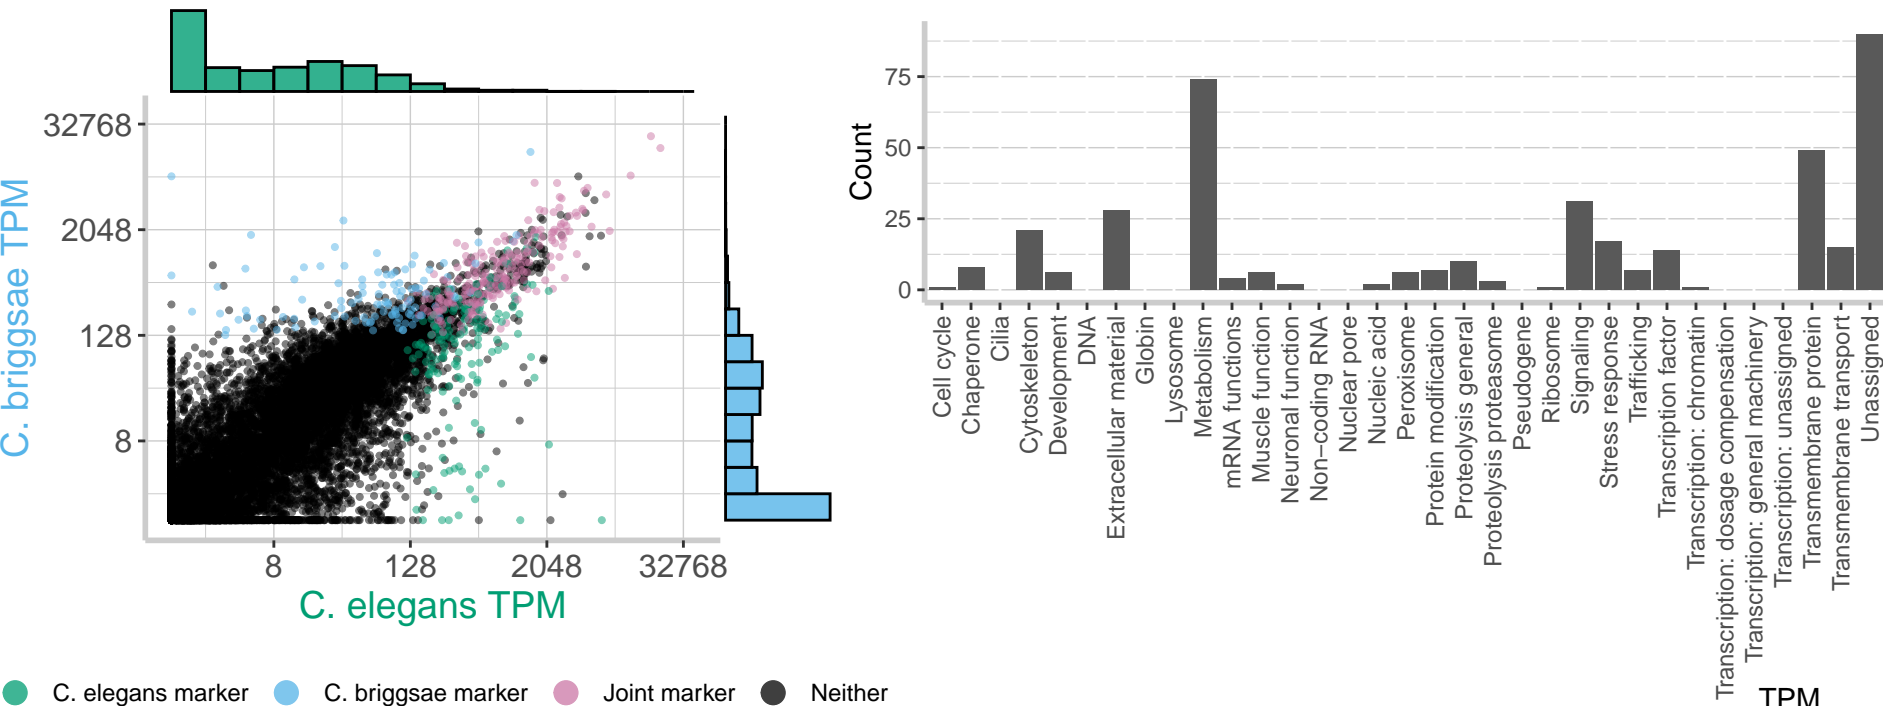 32768
2048
128
8
C. briggsae TPM
8
128
2048
32768
C. elegans TPM
C. elegans marker
C. briggsae marker
Joint marker
Neither
Count
75
50
25
0
Cell cycle
Chaperone
Cilia
Cytoskeleton
Development
DNA
Extracellular material
Globin
Lysosome
Metabolism
mRNA functions
Muscle function
Neuronal function
Non−coding RNA
Nuclear pore
Nucleic acid
Peroxisome
Protein modification
Proteolysis general
Proteolysis proteasome
Pseudogene
Ribosome
Signaling
Stress response
Trafficking
Transcription factor
Transcription: chromatin
Transcription: dosage compensation
Transcription: general machinery
Transcription: unassigned
Transmembrane protein
Transmembrane transport
Unassigned
TPM